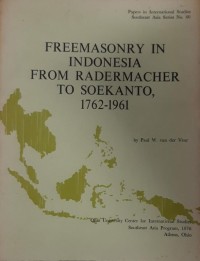 Papers in International Studies
Southeast Asia Series No. 40
FREEMASONRY IN
INDONESIA
FROM RADERMACHER
TO SOEKANTO,
1762-1961
by Paul W. van der Veur
Ohio University Center for International Studies
Southeast Asia Program, 1976
Athens, Ohio